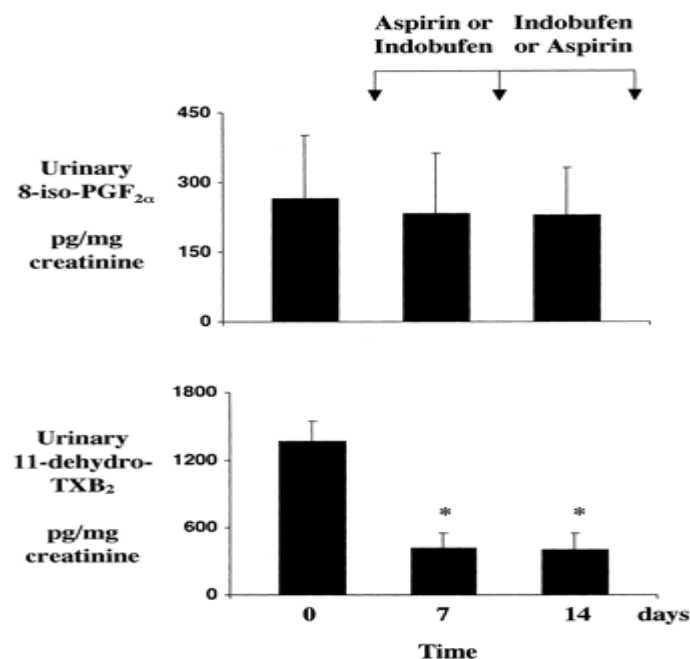 Aspirin or
Indobufen
Indobufen
or Aspirin
Urinary
8-iso-PGF2α
pg/mg
creatinine
450
300
150
0
Urinary
11-dehydro-
TXB2
pg/mg
creatinine
1800
1200
600
0
*
*
0 7 14 days
Time